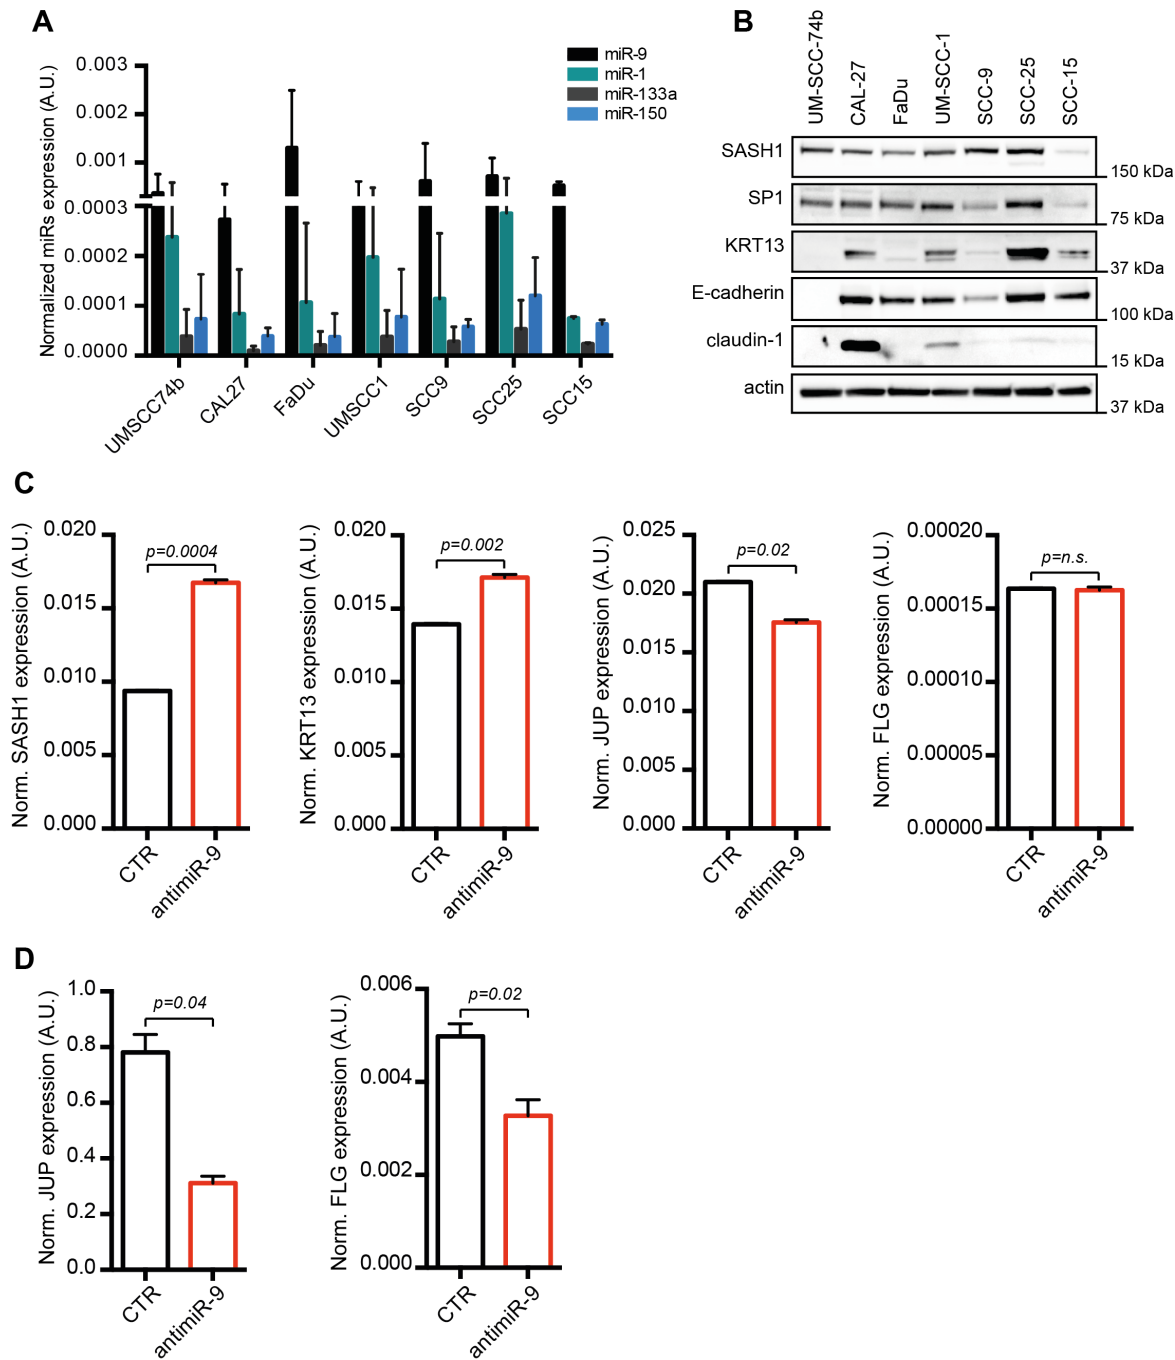 A
Normalized miRs expression (A.U.)
0.003
0.002
0.001
0.0003
0.0002
0.0001
0.0000
miR-9
miR-1
miR-133a
miR-150
UMSCC74b
CAL27
FaDu
UMSCC1
SCC9
SCC25
SCC15
B
UM-SCC-74b
CAL-27
FaDu
UM-SCC-1
SCC-9
SCC-25
SCC-15
SASH1
150 kDa
SP1
75 kDa
KRT13
37 kDa
E-cadherin
100 kDa
claudin-1
15 kDa
actin
37 kDa
C
Norm. SASH1 expression (A.U.)
0.020
0.015
0.010
0.005
0.000
p=0.0004
CTR
antimiR-9
Norm. KRT13 expression (A.U.)
0.020
0.015
0.010
0.005
0.000
p=0.002
CTR
antimiR-9
Norm. JUP expression (A.U.)
0.025
0.020
0.015
0.010
0.005
0.000
p=0.02
CTR
antimiR-9
Norm. FLG expression (A.U.)
0.00020
0.00015
0.00010
0.00005
0.00000
p=n.s.
CTR
antimiR-9
D
Norm. JUP expression (A.U.)
1.0
0.8
0.6
0.4
0.2
0.0
p=0.04
CTR
antimiR-9
Norm. FLG expression (A.U.)
0.006
0.004
0.002
0.000
p=0.02
CTR
antimiR-9